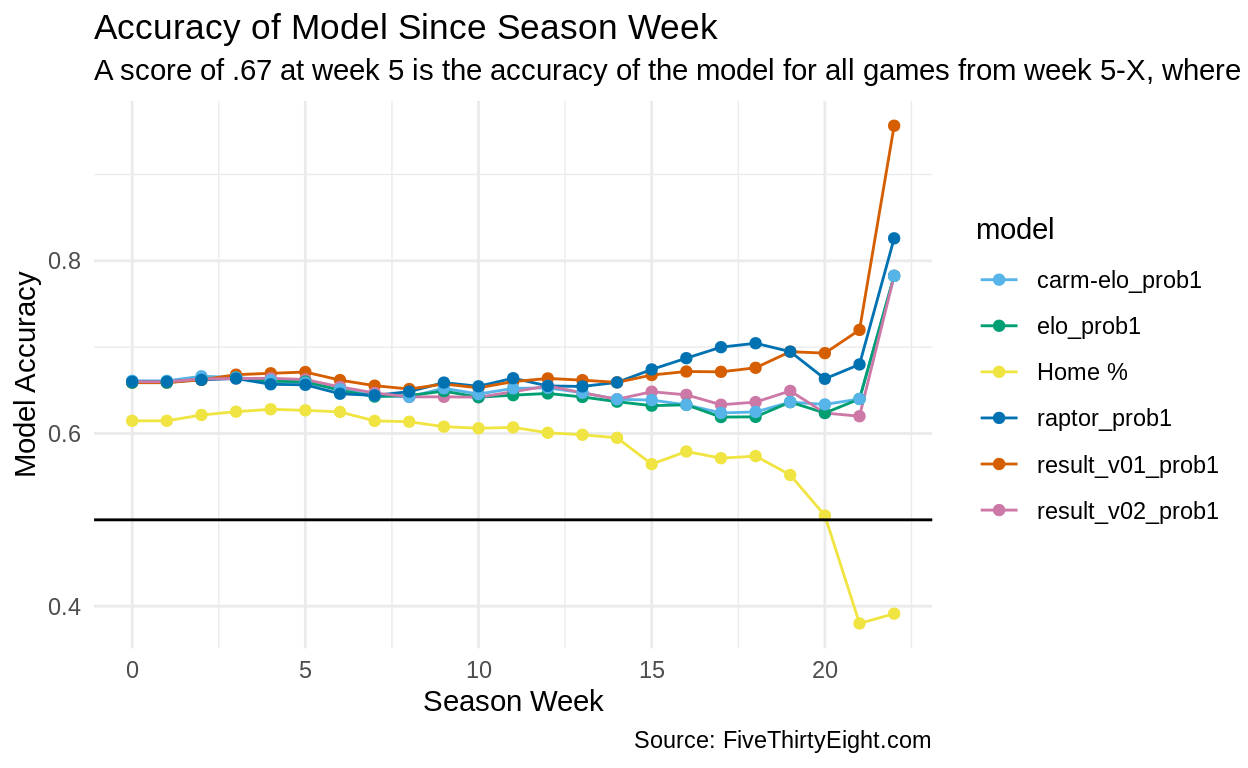 Accuracy of Model Since Season Week
A score of .67 at week 5 is the accuracy of the model for all games from week 5-X, where
Model Accuracy
0.8
0.6
0.4
0 5 10 15 20
Season Week
model
carm-elo_prob1
elo_prob1
Home %
raptor_prob1
result_v01_prob1
result_v02_prob1
Source: FiveThirtyEight.com